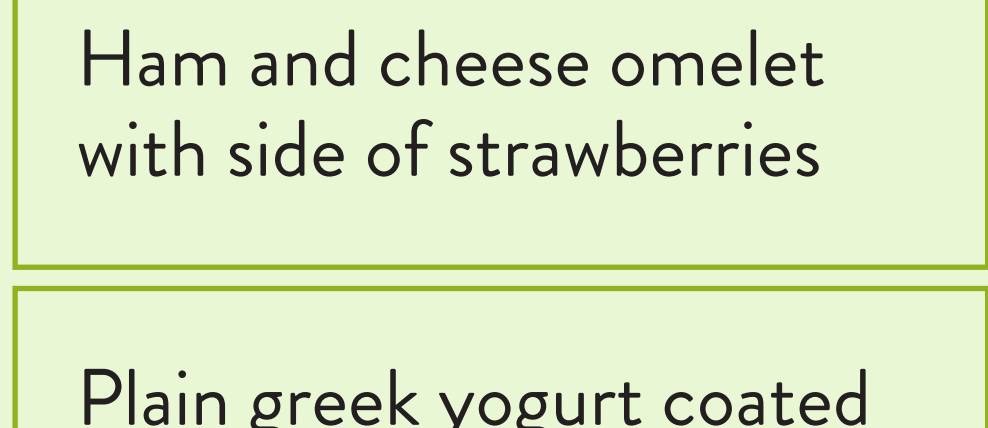 Ham and cheese omelet
with side of strawberries
Plain greek yogurt coated